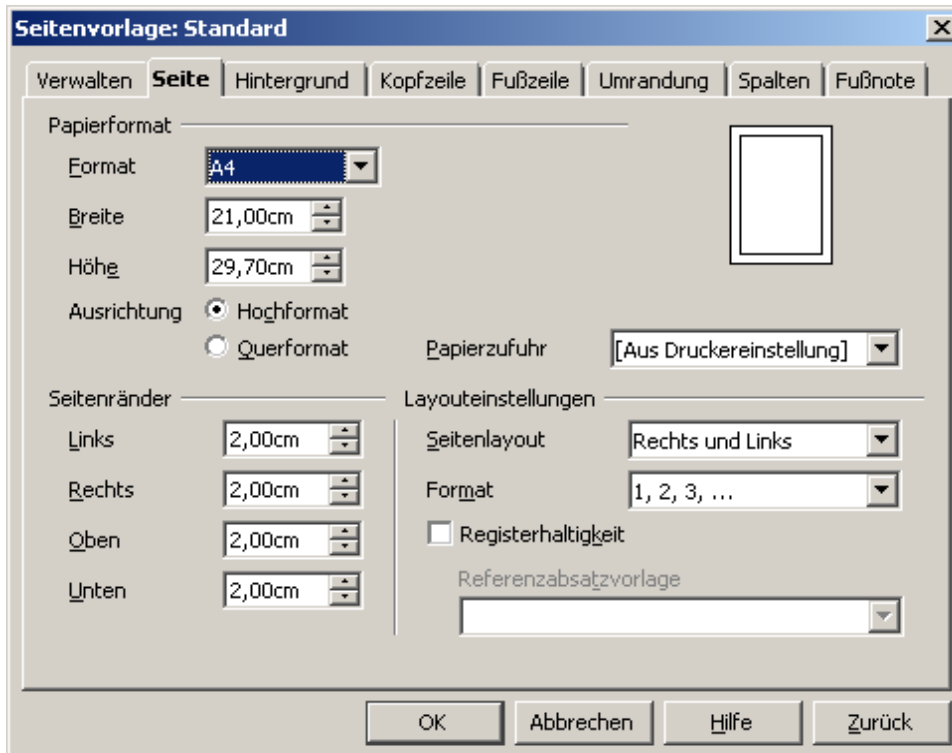 Seitenvorlage: Standard
Verwalten Seite Hintergrund Kopfzeile Fußzeile Umrandung Spalten Fußnote
Papierformat
Format A4
Breite 21,00cm
Höhe 29,70cm
Ausrichtung Hochformat
Querformat Papierzufuhr [Aus Druckereinstellung]
Seitenränder Layouteinstellungen
Links 2,00cm Seitenlayout Rechts und Links
Rechts 2,00cm Format 1, 2, 3, ...
Oben 2,00cm Registerhaltigkeit
Unten 2,00cm Referenzabsatzvorlage
OK Abbrechen Hilfe Zurück